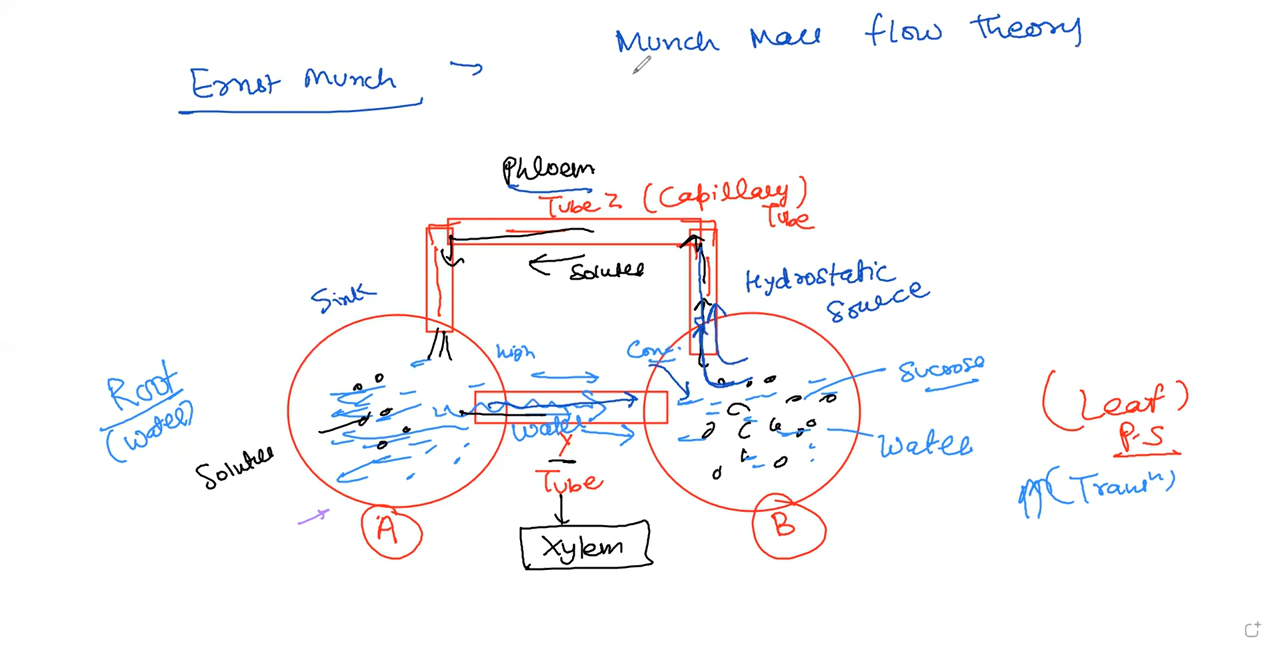 Munch Mass flow theory
Ernst Munch →
Phloem
Tube Z (Capillary)
Tube
← Solutes
Hydrostatic
Source
Sink
high
Conc.
Sucrose
Root
(Water)
(Leaf)
P.S
Water
Water
Solutes
Y
Tube
(Transⁿ)
A
B
Xylem